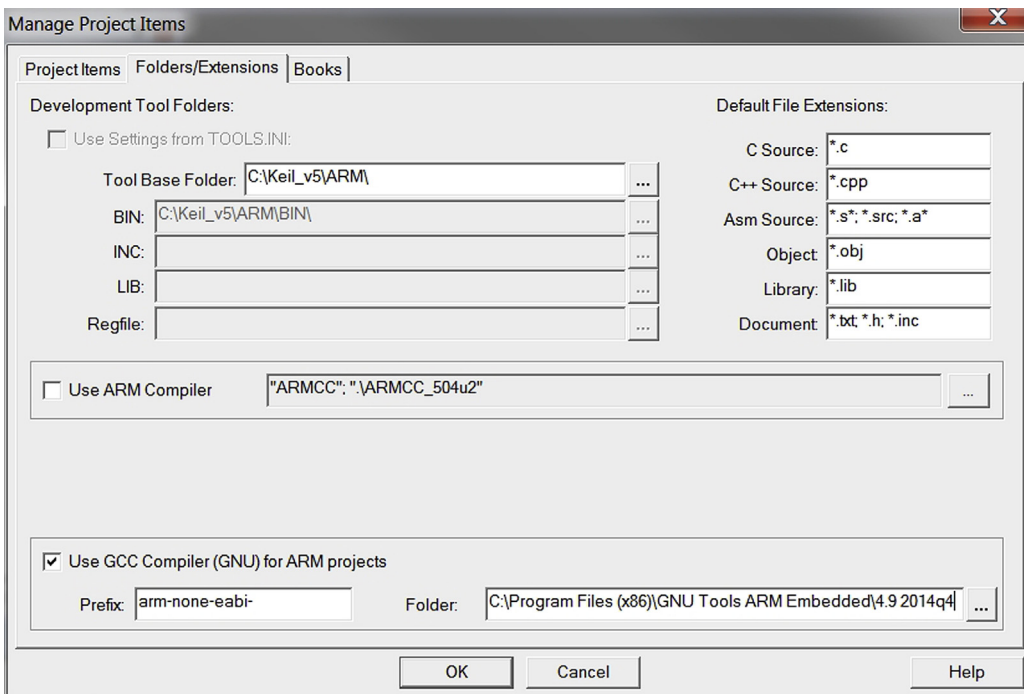 Manage Project Items
X
Project Items Folders/Extensions Books
Development Tool Folders:
Use Settings from TOOLS.INI:
Tool Base Folder: C:\Keil_v5\ARM\ ...
BIN: C:\Keil_v5\ARM\BIN\ ...
INC: ...
LIB: ...
Regfile: ...
Default File Extensions:
C Source: *.c
C++ Source: *.cpp
Asm Source: *.s*; *.src; *.a*
Object: *.obj
Library: *.lib
Document: *.txt; *.h; *.inc
Use ARM Compiler "ARMCC"; ".\ARMCC_504u2" ...
Use GCC Compiler (GNU) for ARM projects
Prefix: arm-none-eabi- Folder: C:\Program Files (x86)\GNU Tools ARM Embedded\4.9 2014q4 ...
OK Cancel Help